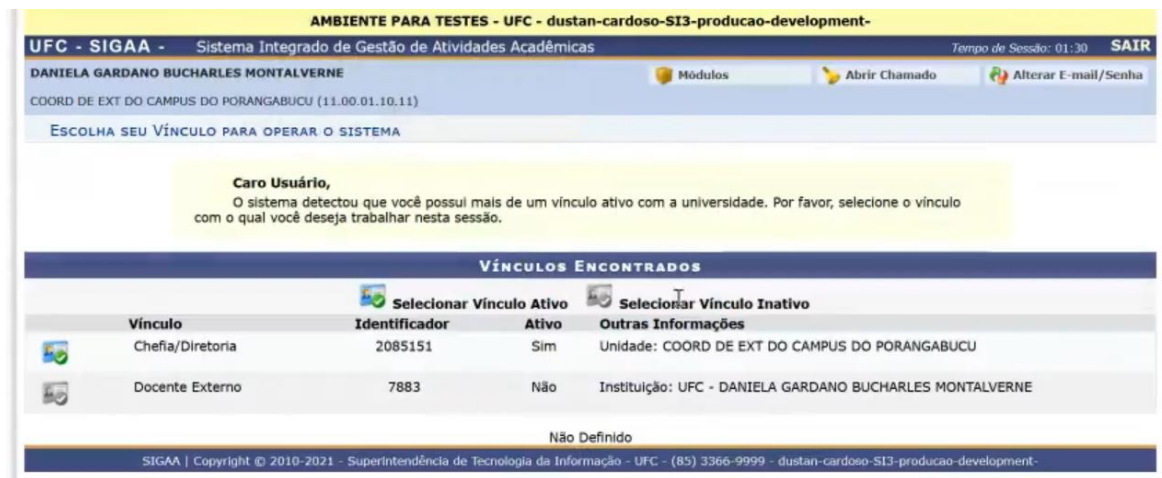 AMBIENTE PARA TESTES - UFC - dustan-cardoso-SI3-producao-development-
UFC - SIGAA - Sistema Integrado de Gestão de Atividades Acadêmicas Tempo de Sessão: 01:30 SAIR
DANIELA GARDANO BUCHARLES MONTALVERNE Módulos Abrir Chamado Alterar E-mail/Senha
COORD DE EXT DO CAMPUS DO PORANGABUCU (11.00.01.10.11)
ESCOLHA SEU VÍNCULO PARA OPERAR O SISTEMA
Caro Usuário,
O sistema detectou que você possui mais de um vínculo ativo com a universidade. Por favor, selecione o vínculo
com o qual você deseja trabalhar nesta sessão.
VÍNCULOS ENCONTRADOS
Selecionar Vínculo Ativo Selecionar Vínculo Inativo
Vínculo Identificador Ativo Outras Informações
Chefia/Diretoria 2085151 Sim Unidade: COORD DE EXT DO CAMPUS DO PORANGABUCU
Docente Externo 7883 Não Instituição: UFC - DANIELA GARDANO BUCHARLES MONTALVERNE
Não Definido
SIGAA | Copyright © 2010-2021 - Superintendência de Tecnologia da Informação - UFC - (85) 3366-9999 - dustan-cardoso-SI3-producao-development-